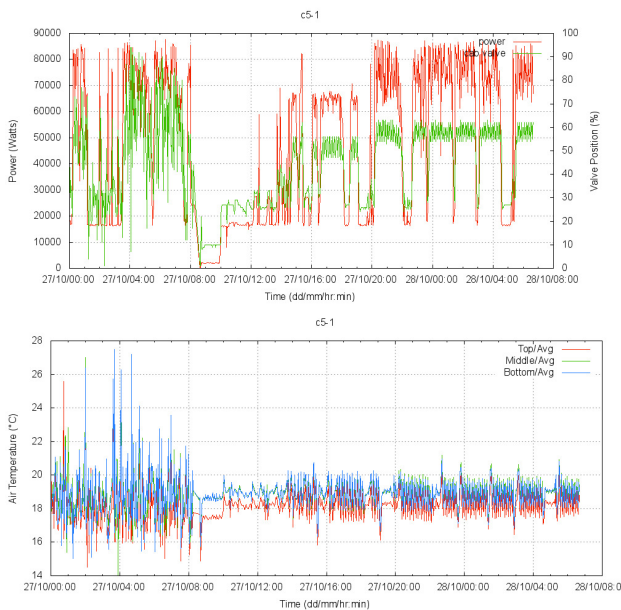 c5-1
90000 100
80000 90
70000 80
60000 70
50000 60
40000 50
30000 40
20000 30
10000 20
0 10
0
Power (Watts)
Valve Position (%)
power
cab valve
27/10/00:00 27/10/04:00 27/10/08:00 27/10/12:00 27/10/16:00 27/10/20:00 28/10/00:00 28/10/04:00 28/10/08:00
Time (dd/mm/hr:min)
c5-1
28
26
24
22
20
18
16
14
Air Temperature (°C)
Top/Avg
Middle/Avg
Bottom/Avg
27/10 00:00 27/10 04:00 27/10 08:00 27/10 12:00 27/10 16:00 27/10 20:00 28/10 00:00 28/10 04:00 28/10 08:0
Time (dd/mm/hr:min)